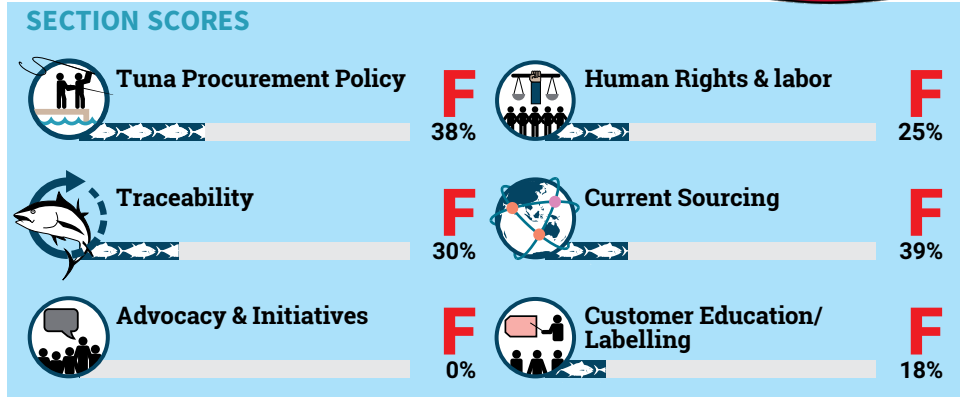 SECTION SCORES
Tuna Procurement Policy
F
38%
Human Rights & labor
F
25%
Traceability
F
30%
Current Sourcing
F
39%
Advocacy & Initiatives
F
0%
Customer Education/
Labelling
F
18%